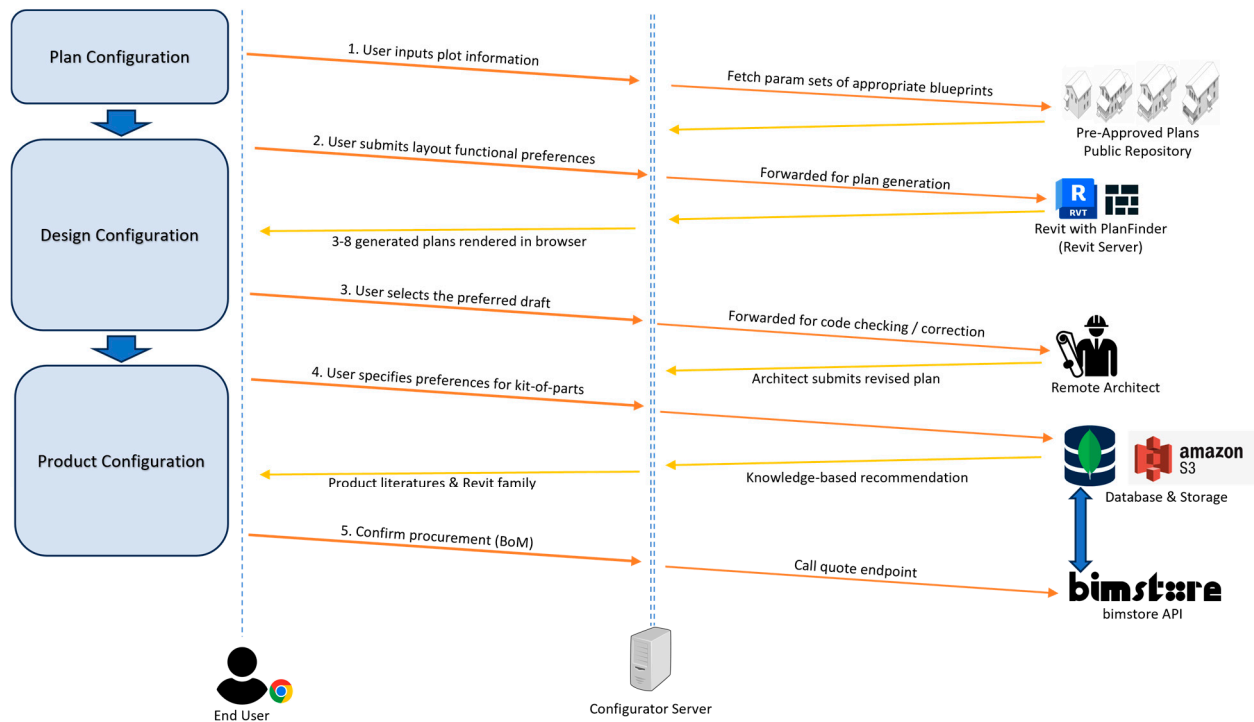 Plan Configuration
1. User inputs plot information
Fetch param sets of appropriate blueprints
Pre-Approved Plans
Public Repository
Design Configuration
2. User submits layout functional preferences
Forwarded for plan generation
R
RVT
Revit with PlanFinder
(Revit Server)
3-8 generated plans rendered in browser
3. User selects the preferred draft
Forwarded for code checking / correction
Architect submits revised plan
Remote Architect
Product Configuration
4. User specifies preferences for kit-of-parts
amazon
S3
Knowledge-based recommendation
Product literatures & Revit family
Database & Storage
5. Confirm procurement (BoM)
Call quote endpoint
bimstore
bimstore API
End User
Configurator Server